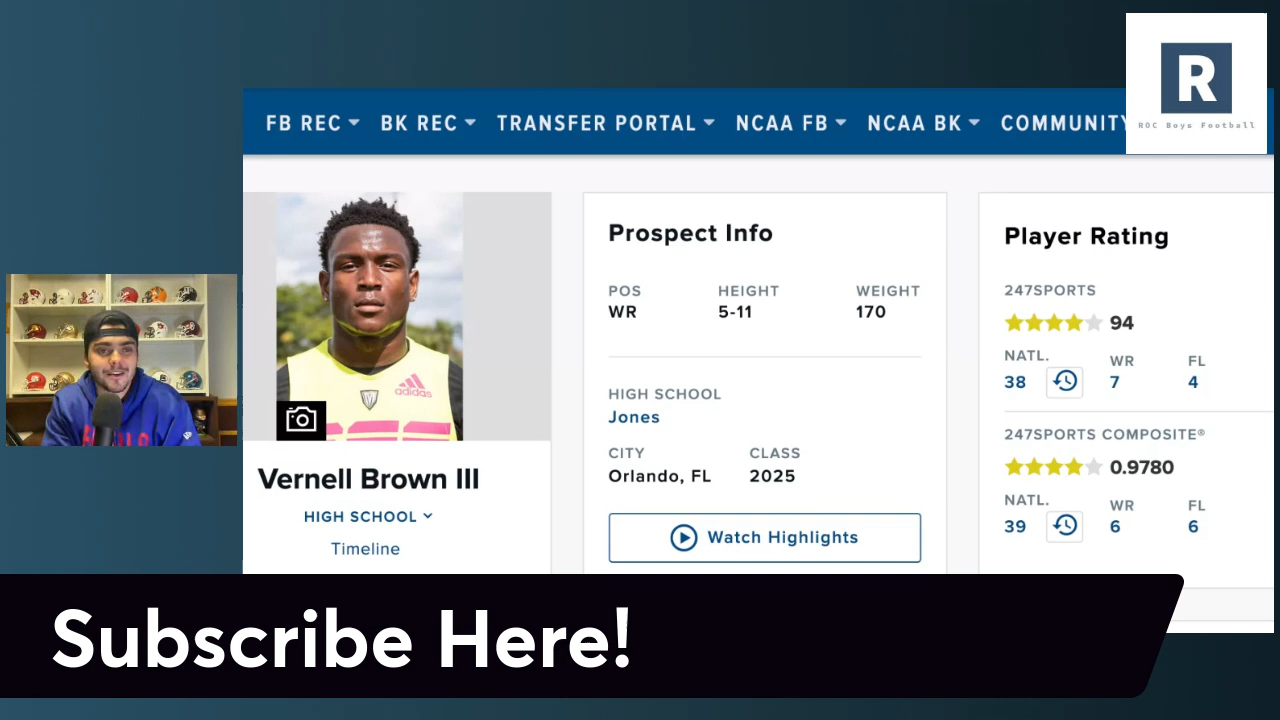 R
ROC Boys Football
FB REC BK REC TRANSFER PORTAL NCAA FB NCAA BK COMMUNITY
Prospect Info
POS HEIGHT WEIGHT
WR 5-11 170
HIGH SCHOOL
Jones
CITY CLASS
Orlando, FL 2025
Watch Highlights
Player Rating
247SPORTS
94
NATL. WR FL
38 7 4
247SPORTS COMPOSITE®
0.9780
NATL. WR FL
39 6 6
adidas
Vernell Brown III
HIGH SCHOOL
Timeline
Subscribe Here!